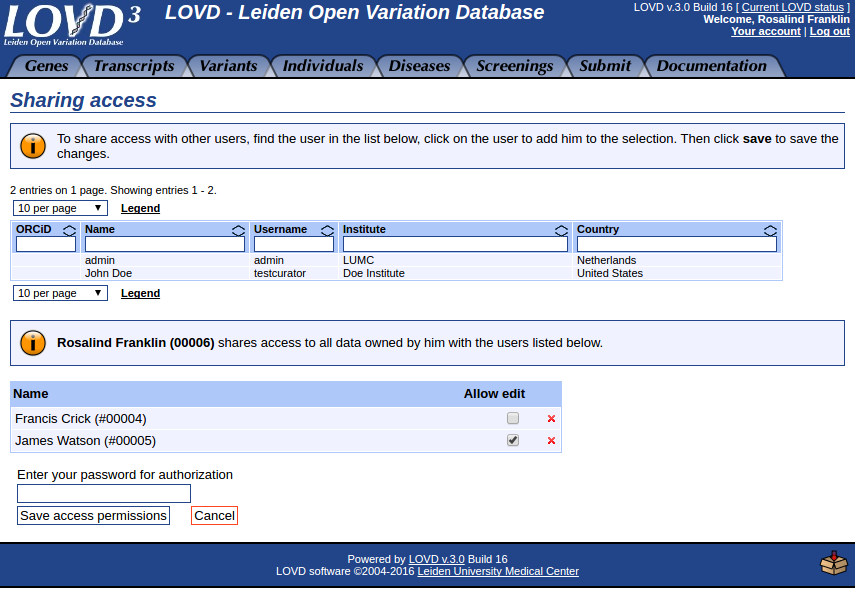 LOVD 3
Leiden Open Variation Database
LOVD - Leiden Open Variation Database
LOVD v.3.0 Build 16 [ Current LOVD status ]
Welcome, Rosalind Franklin
Your account | Log out
Genes Transcripts Variants Individuals Diseases Screenings Submit Documentation
Sharing access
To share access with other users, find the user in the list below, click on the user to add him to the selection. Then click save to save the
changes.
2 entries on 1 page. Showing entries 1 - 2.
10 per page Legend
ORCiD Name Username Institute Country
admin admin LUMC Netherlands
John Doe testcurator Doe Institute United States
10 per page Legend
Rosalind Franklin (00006) shares access to all data owned by him with the users listed below.
Name Allow edit
Francis Crick (#00004)
James Watson (#00005)
Enter your password for authorization
Save access permissions Cancel
Powered by LOVD v.3.0 Build 16
LOVD software ©2004-2016 Leiden University Medical Center